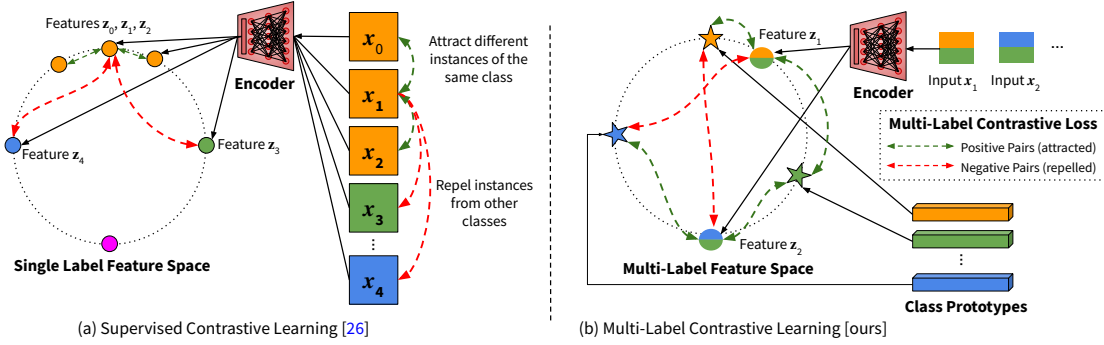 Features z₀, z₁, z₂
Encoder
x₀
x₁
x₂
x₃
x₄
Attract different
instances of the
same class
Repel instances
from other
classes
Feature z₄
Feature z₃
Single Label Feature Space
(a) Supervised Contrastive Learning [26]
Feature z₁
Encoder
Input x₁
Input x₂
...
Multi-Label Contrastive Loss
Positive Pairs (attracted)
Negative Pairs (repelled)
Feature z₂
Multi-Label Feature Space
Class Prototypes
(b) Multi-Label Contrastive Learning [ours]